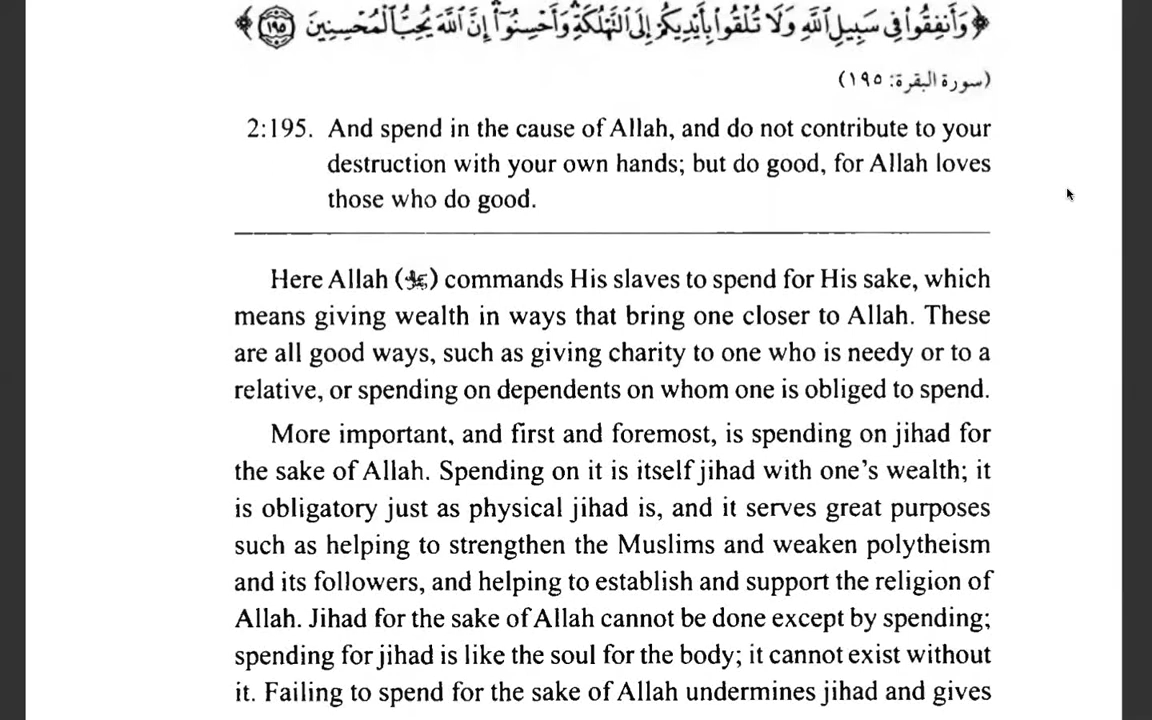 ﴿ وَأَنفِقُوا۟ فِى سَبِيلِ ٱللَّهِ وَلَا تُلْقُوا۟ بِأَيْدِيكُمْ إِلَى ٱلتَّهْلُكَةِ ۛ وَأَحْسِنُوٓا۟ ۛ إِنَّ ٱللَّهَ يُحِبُّ ٱلْمُحْسِنِينَ ١٩٥ ﴾
(سورة البقرة: ١٩٥)
2:195. And spend in the cause of Allah, and do not contribute to your
destruction with your own hands; but do good, for Allah loves
those who do good.
Here Allah (ﷻ) commands His slaves to spend for His sake, which
means giving wealth in ways that bring one closer to Allah. These
are all good ways, such as giving charity to one who is needy or to a
relative, or spending on dependents on whom one is obliged to spend.
More important, and first and foremost, is spending on jihad for
the sake of Allah. Spending on it is itself jihad with one's wealth; it
is obligatory just as physical jihad is, and it serves great purposes
such as helping to strengthen the Muslims and weaken polytheism
and its followers, and helping to establish and support the religion of
Allah. Jihad for the sake of Allah cannot be done except by spending;
spending for jihad is like the soul for the body; it cannot exist without
it. Failing to spend for the sake of Allah undermines jihad and gives